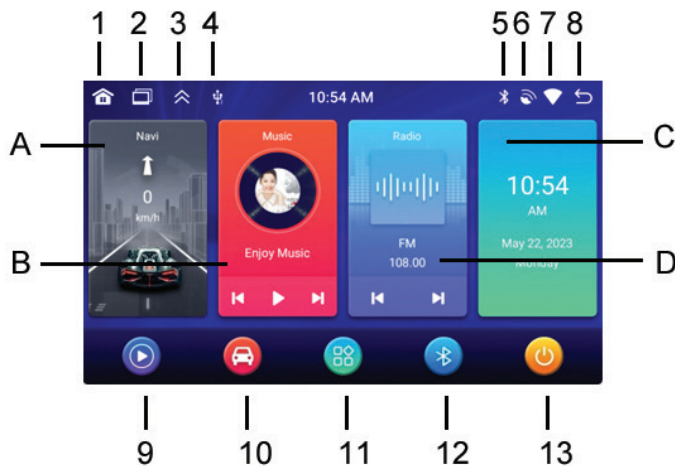 1 2 3 4 5 6 7 8
10:54 AM
A
Navi
0
km/h
Music
Enjoy Music
B
Radio
FM
108.00
C
10:54
AM
May 22, 2023
Monday
D
9 10 11 12 13